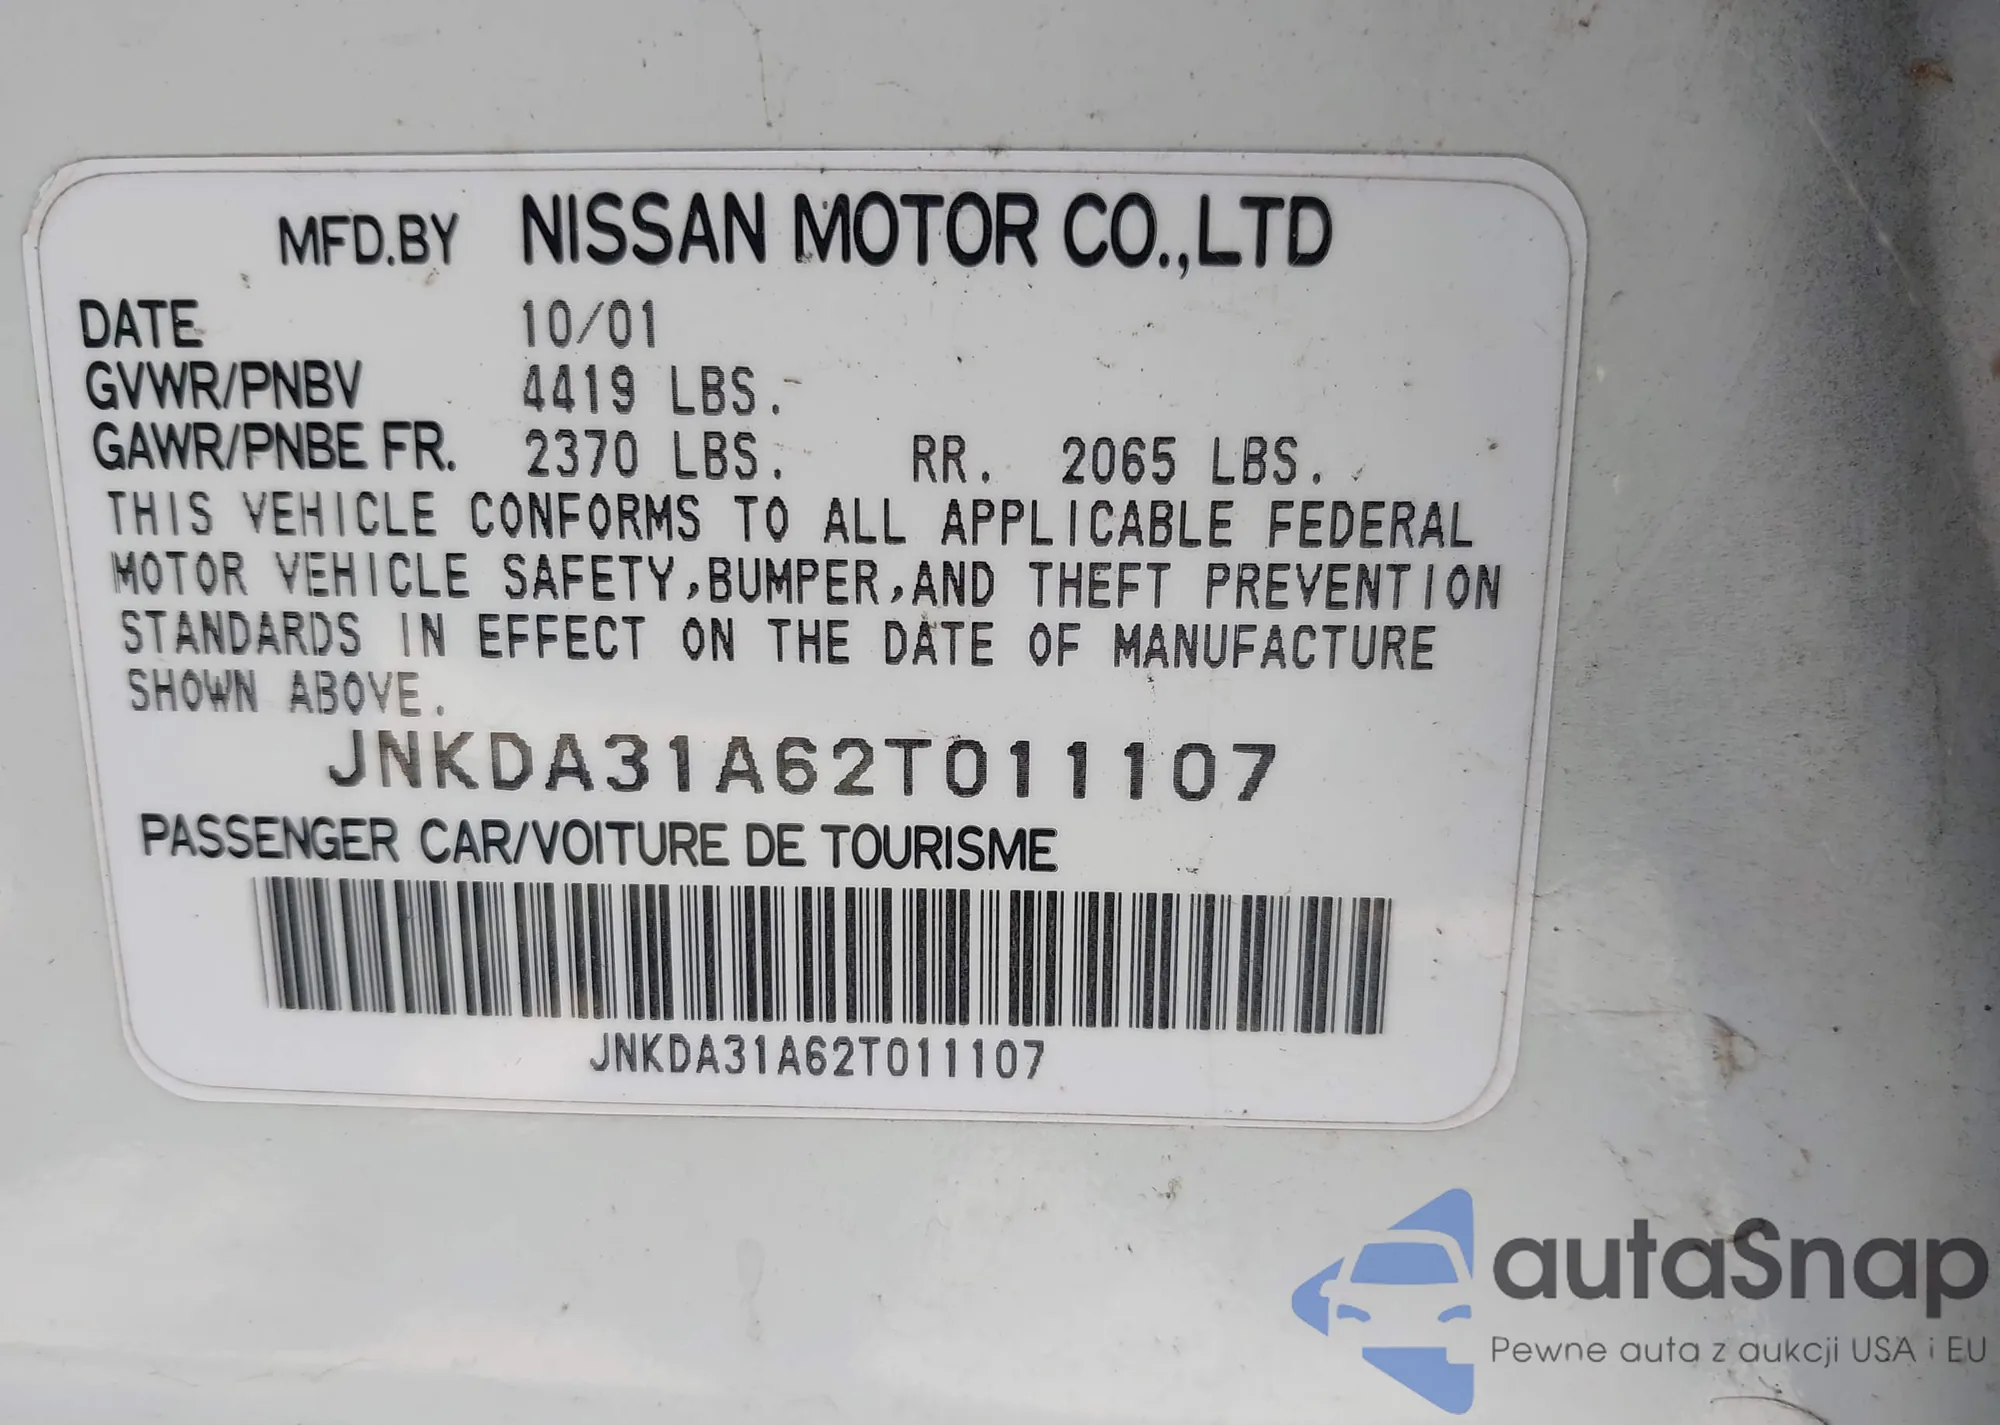 MFD.BY NISSAN MOTOR CO.,LTD
DATE 10/01
GVWR/PNBV 4419 LBS.
GAWR/PNBE FR. 2370 LBS. RR. 2065 LBS.
THIS VEHICLE CONFORMS TO ALL APPLICABLE FEDERAL
MOTOR VEHICLE SAFETY,BUMPER,AND THEFT PREVENTION
STANDARDS IN EFFECT ON THE DATE OF MANUFACTURE
SHOWN ABOVE.
JNKDA31A62T011107
PASSENGER CAR/VOITURE DE TOURISME
JNKDA31A62T011107
autaSnap
Pewne auta z aukcji USA i EU